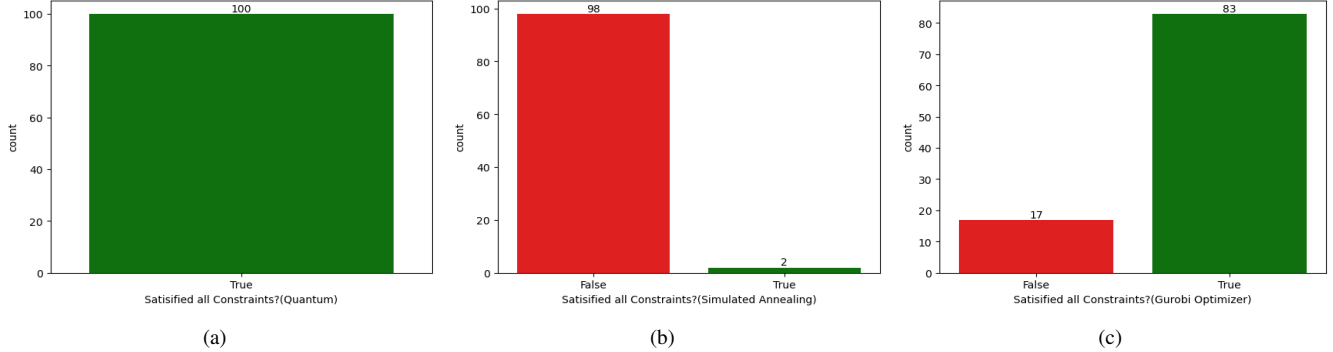 100
100
80
60
40
20
0
count
True
Satisified all Constraints?(Quantum)
(a)
98
2
100
80
60
40
20
0
count
False True
Satisified all Constraints?(Simulated Annealing)
(b)
83
17
80
70
60
50
40
30
20
10
0
count
False True
Satisified all Constraints?(Gurobi Optimizer)
(c)